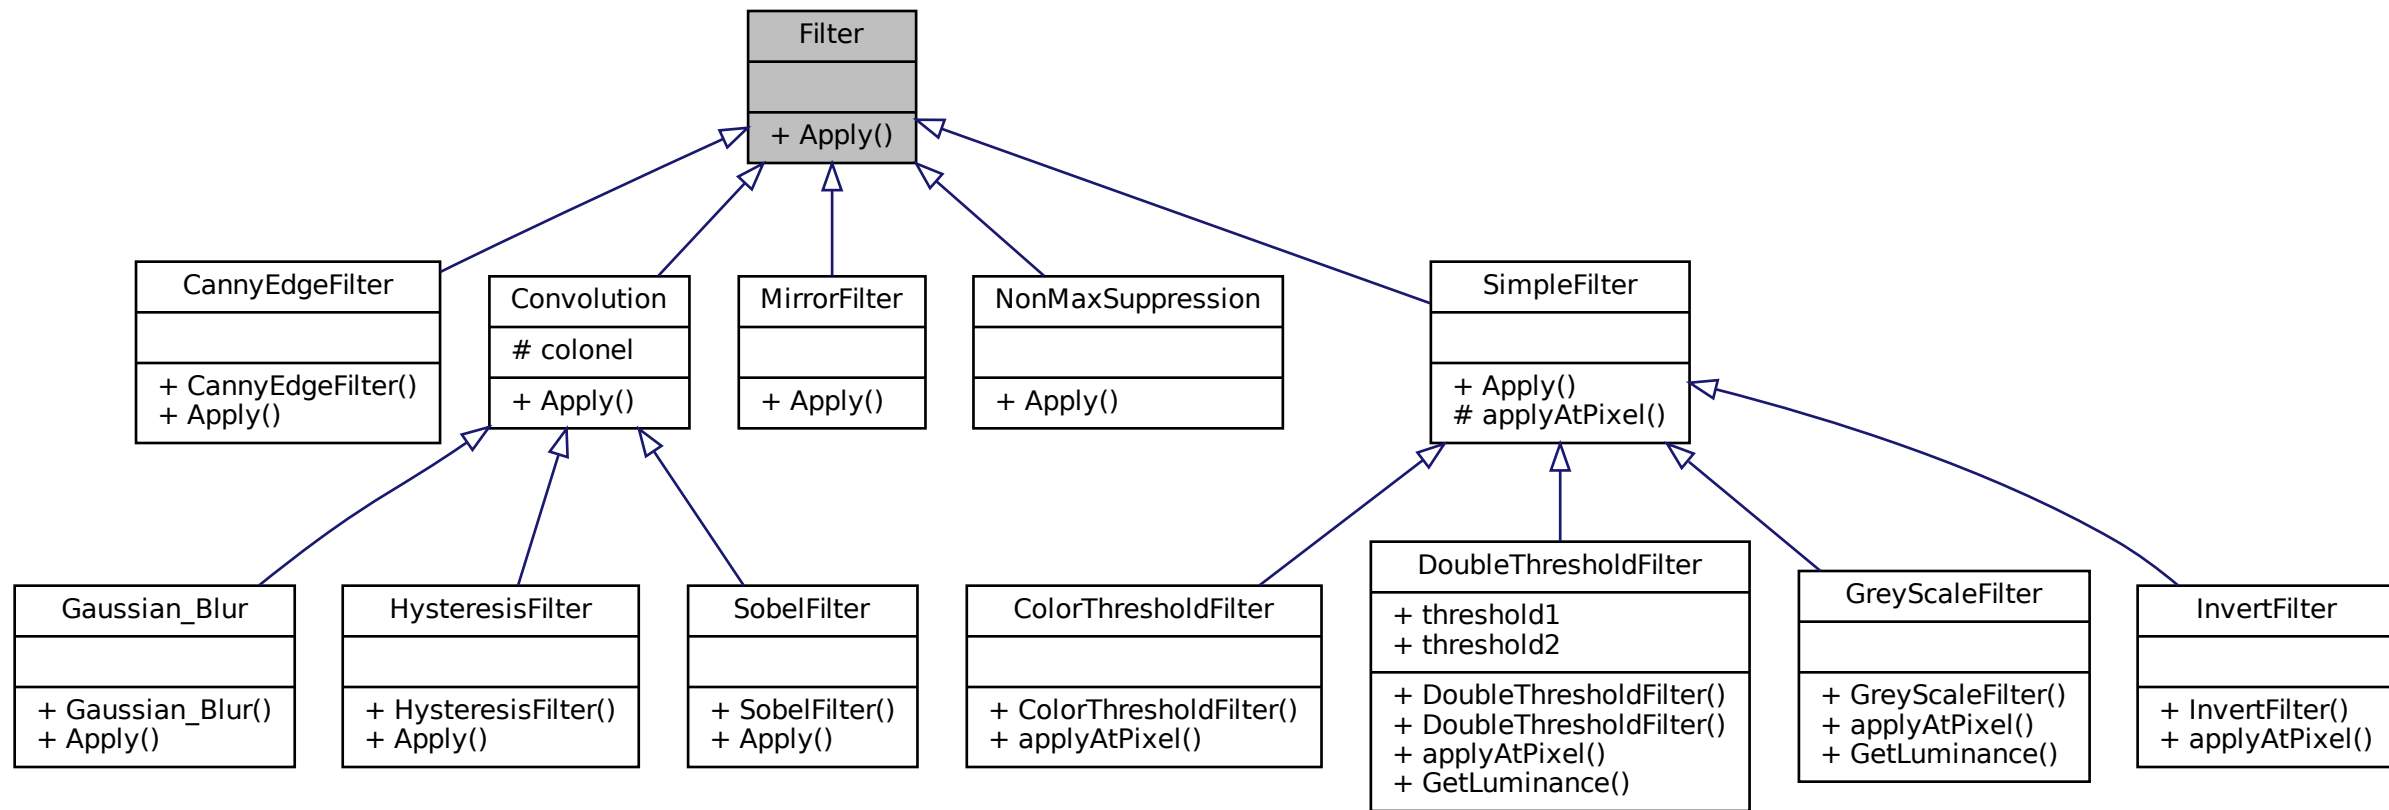 Filter
+ Apply()
CannyEdgeFilter
+ CannyEdgeFilter()
+ Apply()
Convolution
# colonel
+ Apply()
MirrorFilter
+ Apply()
NonMaxSuppression
+ Apply()
SimpleFilter
+ Apply()
# applyAtPixel()
Gaussian_Blur
+ Gaussian_Blur()
+ Apply()
HysteresisFilter
+ HysteresisFilter()
+ Apply()
SobelFilter
+ SobelFilter()
+ Apply()
ColorThresholdFilter
+ ColorThresholdFilter()
+ applyAtPixel()
DoubleThresholdFilter
+ threshold1
+ threshold2
+ DoubleThresholdFilter()
+ DoubleThresholdFilter()
+ applyAtPixel()
+ GetLuminance()
GreyScaleFilter
+ GreyScaleFilter()
+ applyAtPixel()
+ GetLuminance()
InvertFilter
+ InvertFilter()
+ applyAtPixel()